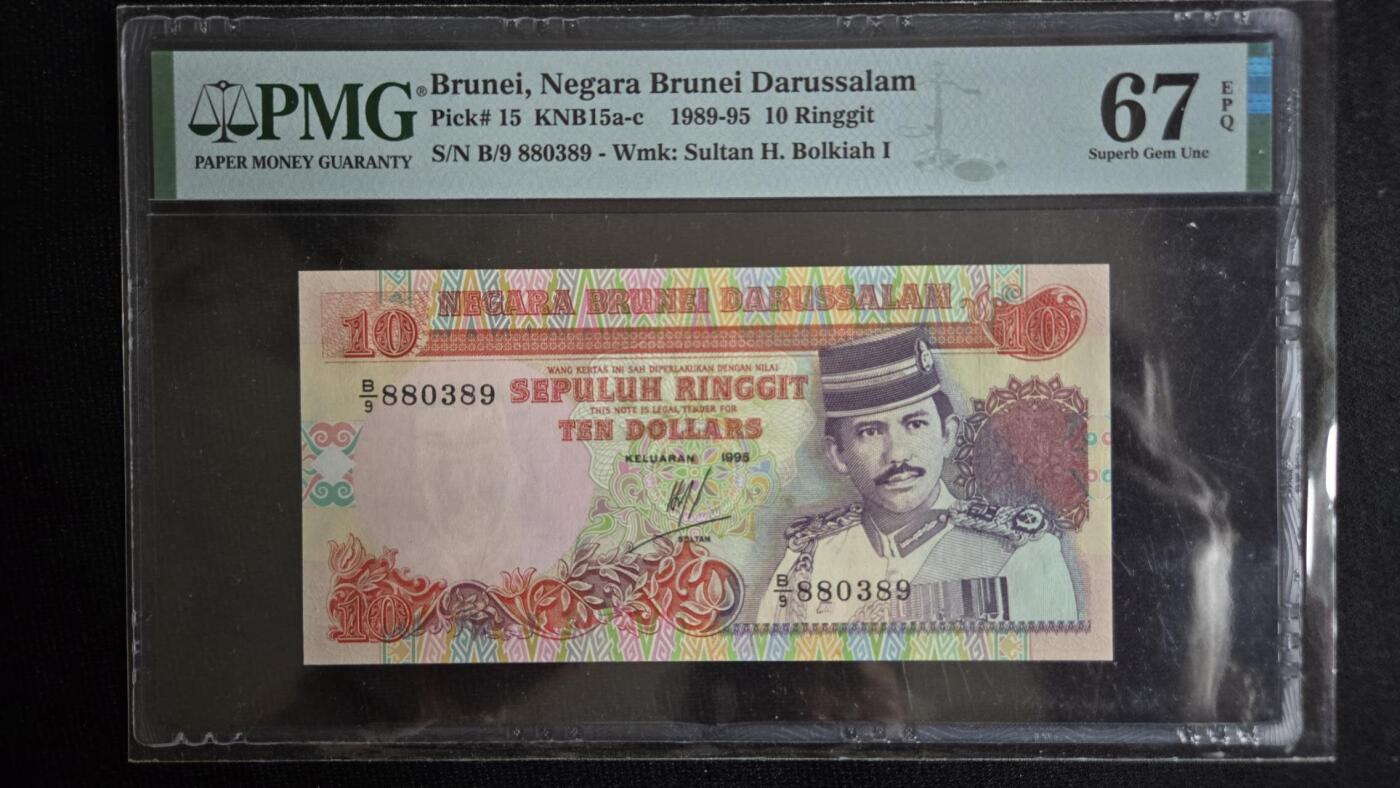 PMG®
PAPER MONEY GUARANTY
Brunei, Negara Brunei Darussalam
Pick# 15 KNB15a-c 1989-95 10 Ringgit
S/N B/9 880389 - Wmk: Sultan H. Bolkiah I
67
EPQ
Superb Gem Unc
10 NEGARA BRUNEI DARUSSALAM 10
WANG KERTAS INI SAH DIPERLAKUKAN DENGAN NILAI
B/9 880389 SEPULUH RINGGIT
THIS NOTE IS LEGAL TENDER FOR
TEN DOLLARS
KELUARAN 1995
SULTAN
B/9 880389
10